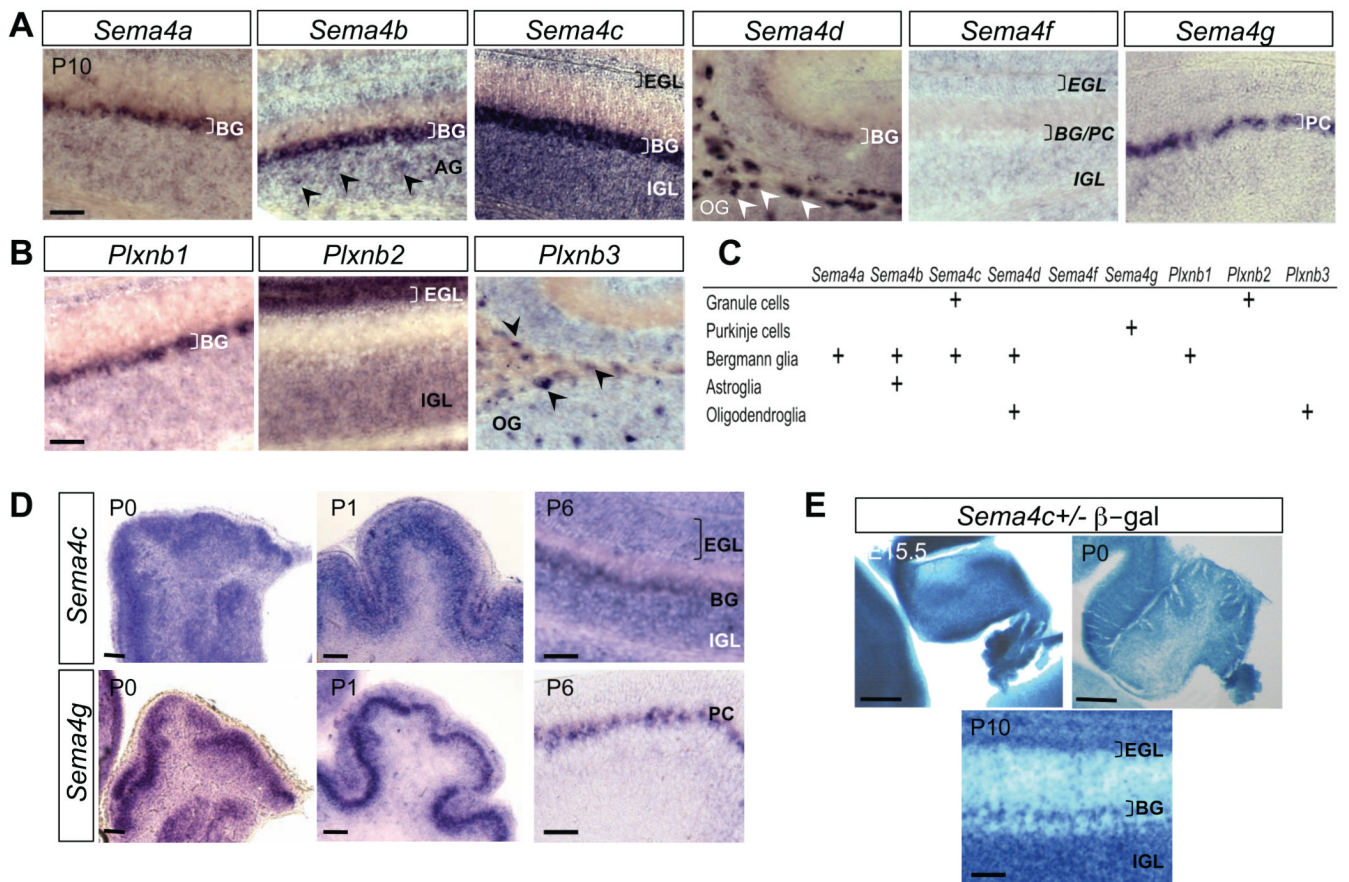 A
Sema4a Sema4b Sema4c Sema4d Sema4f Sema4g
P10
BG
BG
AG
EGL
BG
IGL
BG
OG
EGL
BG/PC
IGL
PC
B
Plxnb1 Plxnb2 Plxnb3
BG
EGL
IGL
OG
C
Sema4a Sema4b Sema4c Sema4d Sema4f Sema4g Plxnb1 Plxnb2 Plxnb3
Granule cells + +
Purkinje cells +
Bergmann glia + + + + +
Astroglia +
Oligodendroglia + +
D
Sema4c
P0
P1
P6
EGL
BG
IGL
Sema4g
P0
P1
P6
PC
E
Sema4c+/- β-gal
E15.5
P0
P10
EGL
BG
IGL